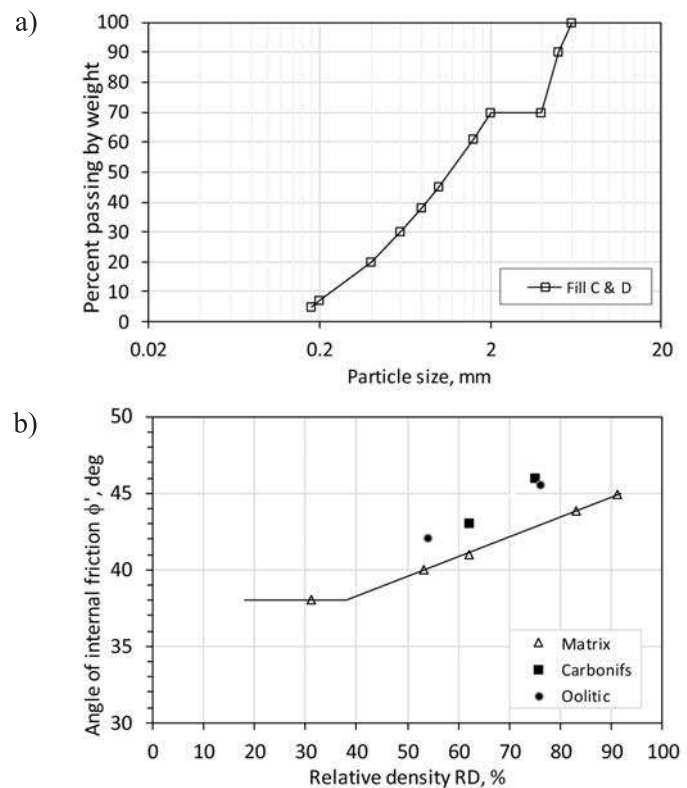 a)
Percent passing by weight
100
90
80
70
60
50
40
30
20
10
0
0.02 0.2 2 20
Particle size, mm
Fill C & D
b)
Angle of internal friction ϕ', deg
50
45
40
35
30
Matrix
Carbonifs
Oolitic
0 10 20 30 40 50 60 70 80 90 100
Relative density RD, %